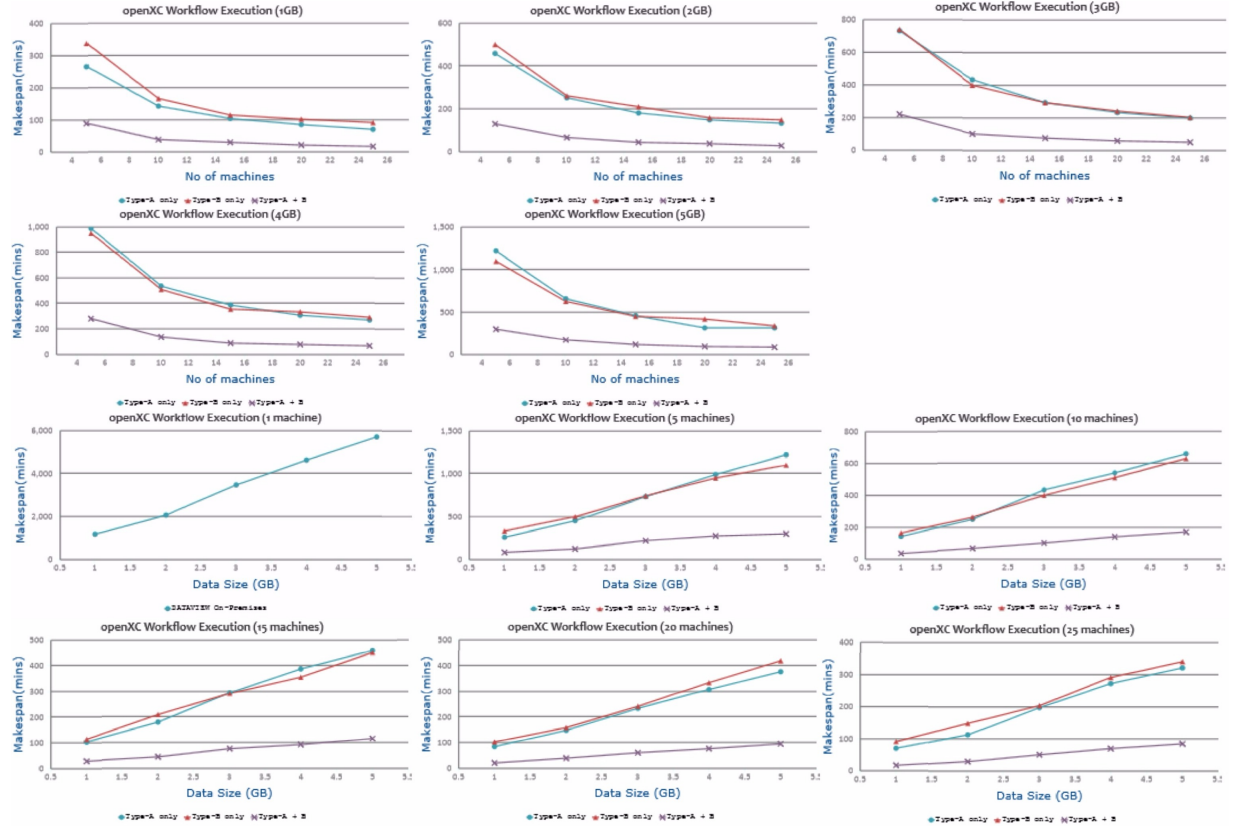 openXC Workflow Execution (1GB)
Makespan(mins)
400
300
200
100
0
4 6 8 10 12 14 16 18 20 22 24 26
No of machines
Type-A only Type-B only Type-A + B
openXC Workflow Execution (2GB)
Makespan(mins)
600
400
200
0
4 6 8 10 12 14 16 18 20 22 24 26
No of machines
Type-A only Type-B only Type-A + B
openXC Workflow Execution (3GB)
Makespan(mins)
800
600
400
200
0
4 6 8 10 12 14 16 18 20 22 24 26
No of machines
Type-A only Type-B only Type-A + B
openXC Workflow Execution (4GB)
Makespan(mins)
1,000
800
600
400
200
0
4 6 8 10 12 14 16 18 20 22 24 26
No of machines
Type-A only Type-B only Type-A + B
openXC Workflow Execution (5GB)
Makespan(mins)
1,500
1,000
500
0
4 6 8 10 12 14 16 18 20 22 24 26
No of machines
Type-A only Type-B only Type-A + B
openXC Workflow Execution (1 machine)
Makespan(mins)
6,000
4,000
2,000
0
0.5 1 1.5 2 2.5 3 3.5 4 4.5 5
Data Size (GB)
DATAVIEW On-Premises
openXC Workflow Execution (5 machines)
Makespan(mins)
1,500
1,000
500
0
0.5 1 1.5 2 2.5 3 3.5 4 4.5 5
Data Size (GB)
Type-A only Type-B only Type-A + B
openXC Workflow Execution (10 machines)
Makespan(mins)
800
600
400
200
0
0.5 1 1.5 2 2.5 3 3.5 4 4.5 5
Data Size (GB)
Type-A only Type-B only Type-A + B
openXC Workflow Execution (15 machines)
Makespan(mins)
500
400
300
200
100
0
0.5 1 1.5 2 2.5 3 3.5 4 4.5 5
Data Size (GB)
Type-A only Type-B only Type-A + B
openXC Workflow Execution (20 machines)
Makespan(mins)
500
400
300
200
100
0
0.5 1 1.5 2 2.5 3 3.5 4 4.5 5
Data Size (GB)
Type-A only Type-B only Type-A + B
openXC Workflow Execution (25 machines)
Makespan(mins)
400
300
200
100
0
0.5 1 1.5 2 2.5 3 3.5 4 4.5 5
Data Size (GB)
Type-A only Type-B only Type-A + B